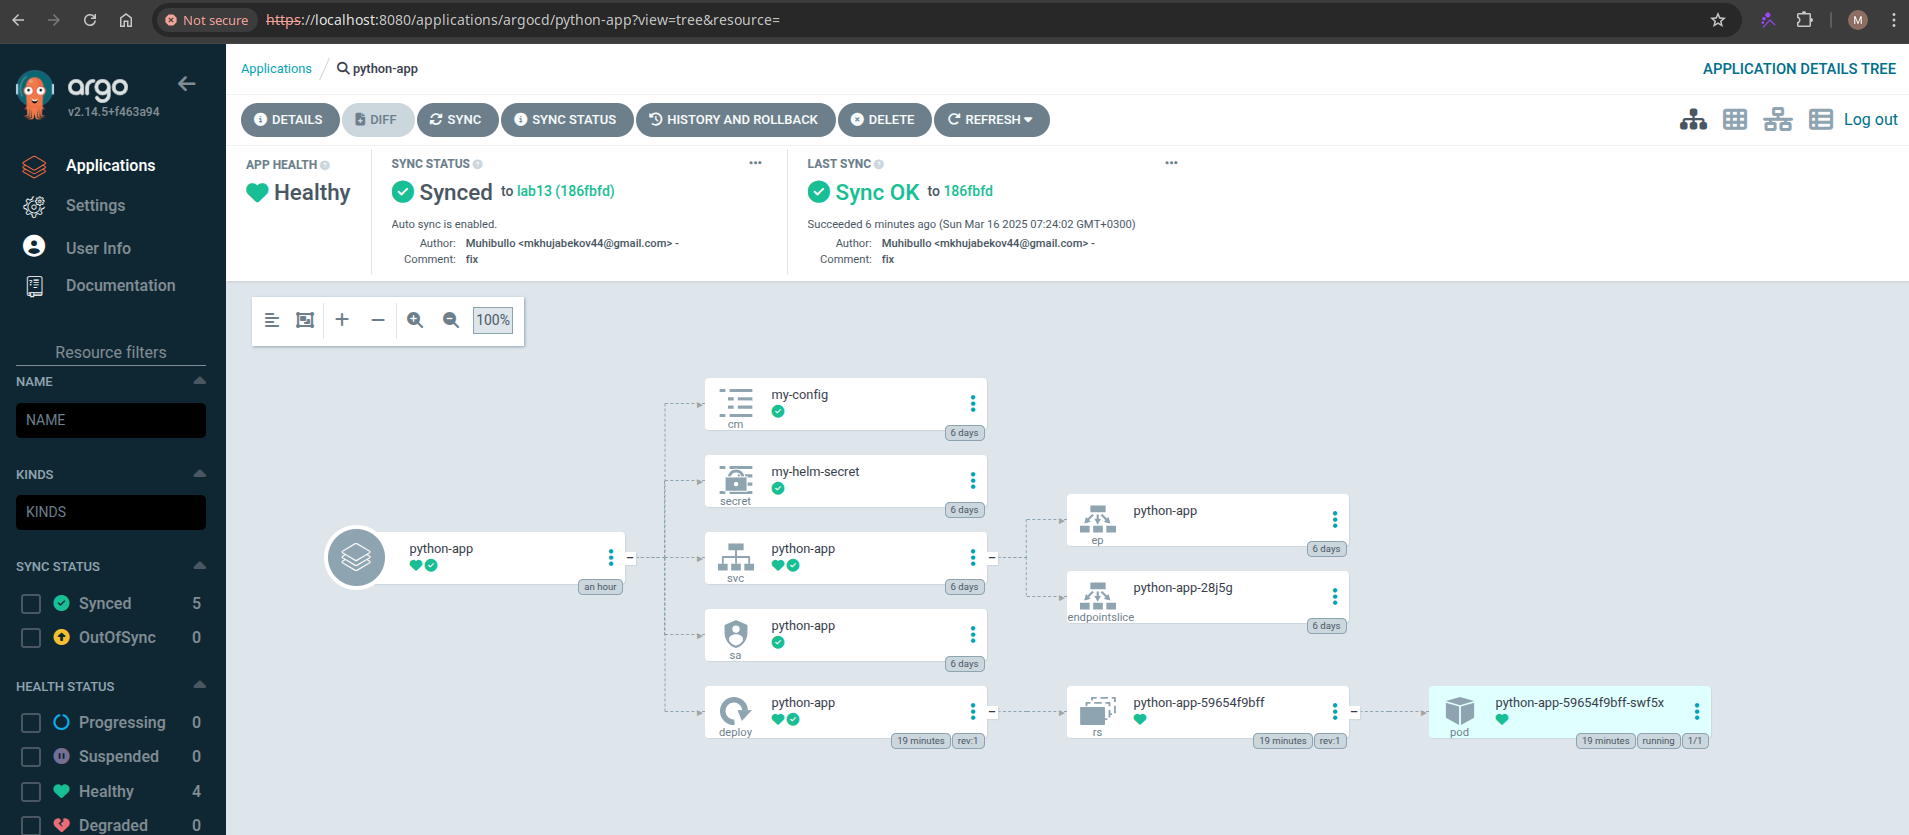 Not secure https://localhost:8080/applications/argocd/python-app?view=tree&resource= M
argo
v2.14.5+f463a94
Applications
Settings
User Info
Documentation
Resource filters
NAME
NAME
KINDS
KINDS
SYNC STATUS
Synced 5
OutOfSync 0
HEALTH STATUS
Progressing 0
Suspended 0
Healthy 4
Degraded 0
Applications / python-app
APPLICATION DETAILS TREE
DETAILS DIFF SYNC SYNC STATUS HISTORY AND ROLLBACK DELETE REFRESH Log out
APP HEALTH
Healthy
SYNC STATUS
Synced to lab13 (186fbfd)
Auto sync is enabled.
Author: Muhibullo <mkhujabekov44@gmail.com> -
Comment: fix
LAST SYNC
Sync OK to 186fbfd
Succeeded 6 minutes ago (Sun Mar 16 2025 07:24:02 GMT+0300)
Author: Muhibullo <mkhujabekov44@gmail.com> -
Comment: fix
100%
python-app
an hour
my-config
cm
6 days
my-helm-secret
secret
6 days
python-app
svc
6 days
python-app
sa
6 days
python-app
deploy
19 minutes rev:1
python-app
ep
6 days
python-app-28j5g
endpointslice
6 days
python-app-59654f9bff
rs
19 minutes rev:1
python-app-59654f9bff-swf5x
pod
19 minutes running 1/1